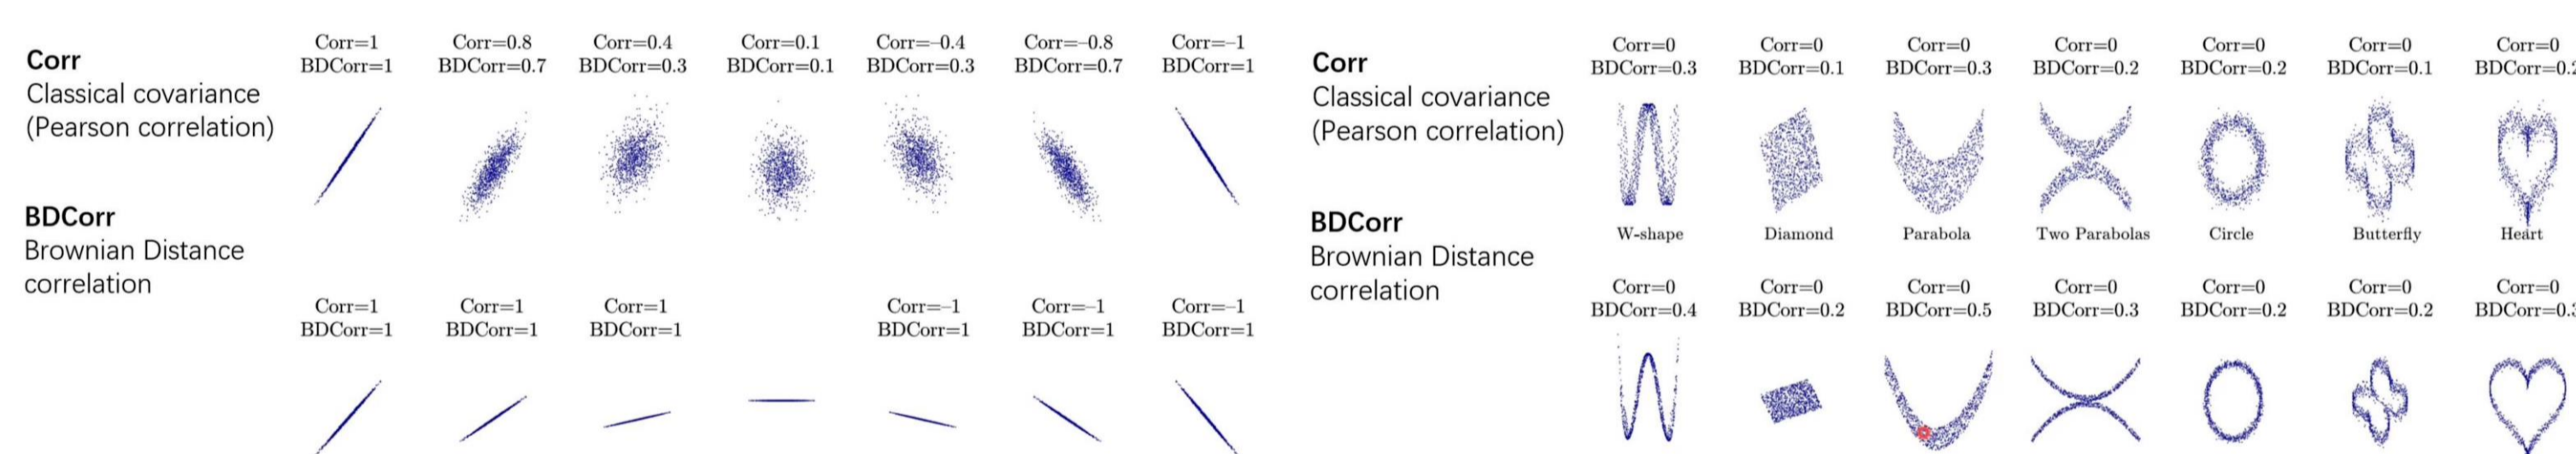 Corr
Classical covariance
(Pearson correlation)
BDCorr
Brownian Distance
correlation
Corr=1
BDCorr=1
Corr=0.8
BDCorr=0.7
Corr=0.4
BDCorr=0.3
Corr=0.1
BDCorr=0.1
Corr=–0.4
BDCorr=0.3
Corr=–0.8
BDCorr=0.7
Corr=–1
BDCorr=1
Corr=1
BDCorr=1
Corr=1
BDCorr=1
Corr=1
BDCorr=1
Corr=–1
BDCorr=1
Corr=–1
BDCorr=1
Corr=–1
BDCorr=1
Corr
Classical covariance
(Pearson correlation)
BDCorr
Brownian Distance
correlation
Corr=0
BDCorr=0.3
Corr=0
BDCorr=0.1
Corr=0
BDCorr=0.3
Corr=0
BDCorr=0.2
Corr=0
BDCorr=0.2
Corr=0
BDCorr=0.1
Corr=0
BDCorr=0.2
W-shape
Diamond
Parabola
Two Parabolas
Circle
Butterfly
Heart
Corr=0
BDCorr=0.4
Corr=0
BDCorr=0.2
Corr=0
BDCorr=0.5
Corr=0
BDCorr=0.3
Corr=0
BDCorr=0.2
Corr=0
BDCorr=0.2
Corr=0
BDCorr=0.3